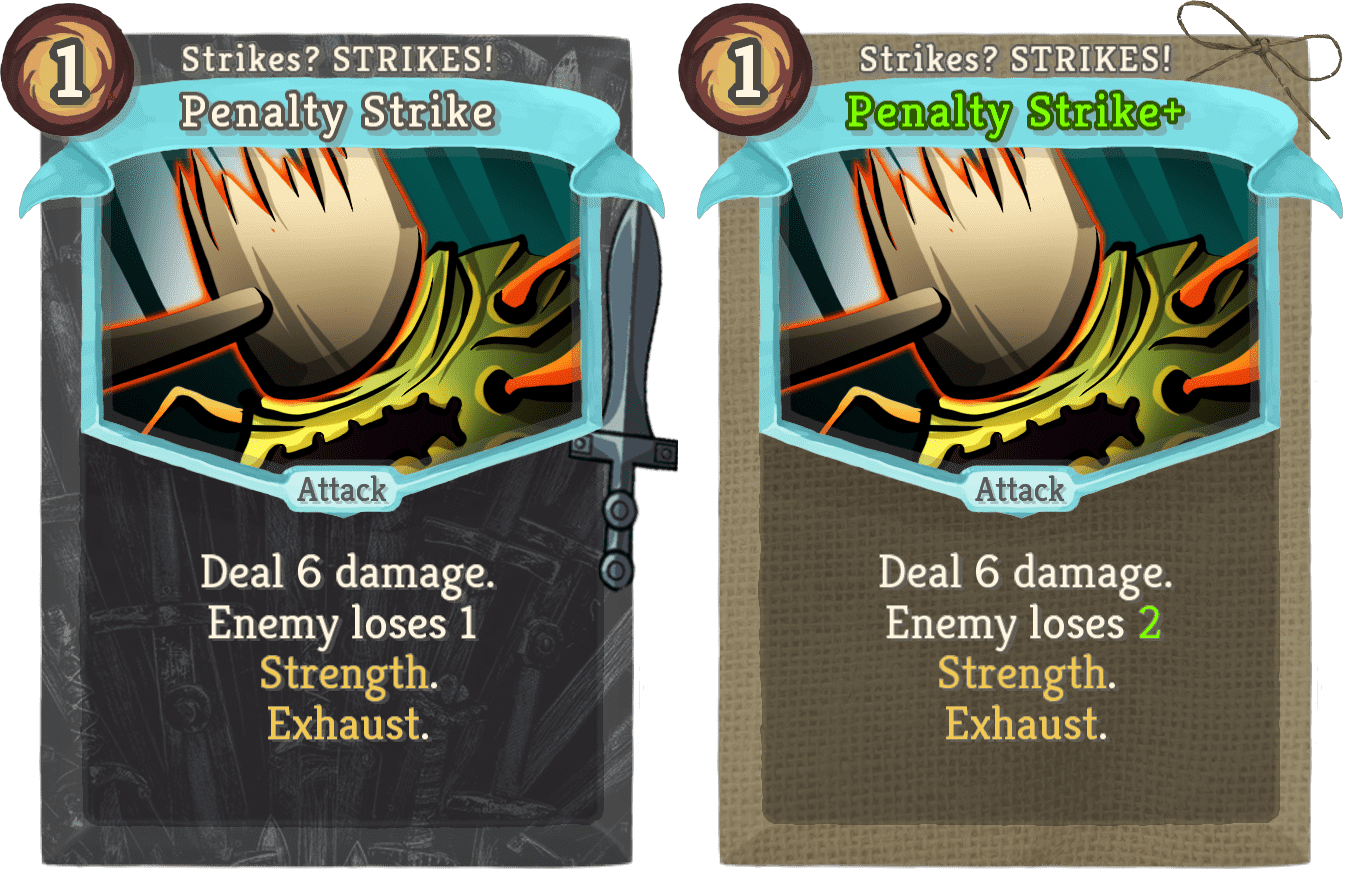 1
Strikes? STRIKES!
Penalty Strike
Attack
Deal 6 damage.
Enemy loses 1
Strength.
Exhaust.
1
Strikes? STRIKES!
Penalty Strike+
Attack
Deal 6 damage.
Enemy loses 2
Strength.
Exhaust.